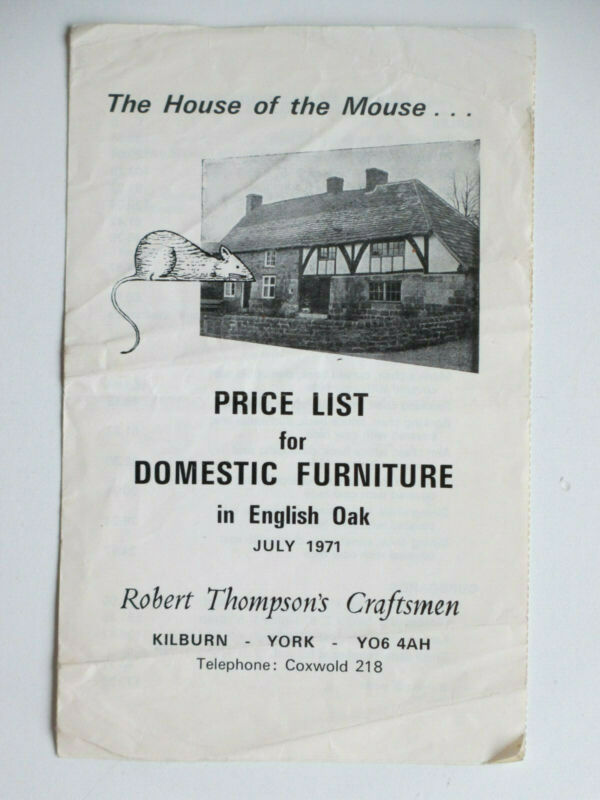 The House of the Mouse . . .
PRICE LIST
for
DOMESTIC FURNITURE
in English Oak
JULY 1971
Robert Thompson's Craftsmen
KILBURN - YORK - YO6 4AH
Telephone: Coxwold 218